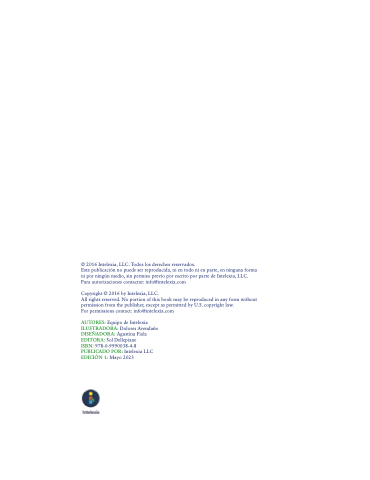 © 2016 Intelexia, LLC. Todos los derechos reservados.
Esta publicación no puede ser reproducida, ni en todo ni en parte, en ninguna forma
ni por ningún medio, sin permiso previo por escrito por parte de Intelexia, LLC.
Para autorizaciones contactar: info@intelexia.com
Copyright © 2016 by Intelexia, LLC.
All rights reserved. No portion of this book may be reproduced in any form without
permission from the publisher, except as permitted by U.S. copyright law.
For permissions contact: info@intelexia.com
AUTORES: Equipo de Intelexia
ILUSTRADORA: Dolores Avendaño
DISEÑADORA: Agustina Fiola
EDITORA: Sol Dellepiane
ISBN: 978-0-9990038-4-8
PUBLICADO POR: Intelexia LLC
EDICIÓN 1: Mayo 2023
Intelexia